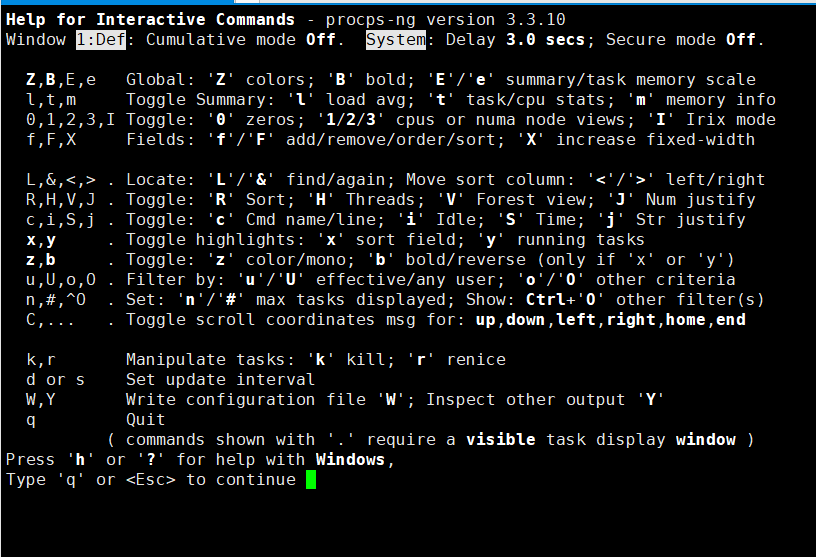 Help for Interactive Commands - procps-ng version 3.3.10
Window 1:Def: Cumulative mode Off.  System: Delay 3.0 secs; Secure mode Off.

  Z,B,E,e   Global: 'Z' colors; 'B' bold; 'E'/'e' summary/task memory scale
  l,t,m     Toggle Summary: 'l' load avg; 't' task/cpu stats; 'm' memory info
  0,1,2,3,I Toggle: '0' zeros; '1/2/3' cpus or numa node views; 'I' Irix mode
  f,F,X     Fields: 'f'/'F' add/remove/order/sort; 'X' increase fixed-width

  L,&,<,> . Locate: 'L'/'&' find/again; Move sort column: '<'/'>' left/right
  R,H,V,J . Toggle: 'R' Sort; 'H' Threads; 'V' Forest view; 'J' Num justify
  c,i,S,j . Toggle: 'c' Cmd name/line; 'i' Idle; 'S' Time; 'j' Str justify
  x,y     . Toggle highlights: 'x' sort field; 'y' running tasks
  z,b     . Toggle: 'z' color/mono; 'b' bold/reverse (only if 'x' or 'y')
  u,U,o,O . Filter by: 'u'/'U' effective/any user; 'o'/'O' other criteria
  n,#,^O  . Set: 'n'/'#' max tasks displayed; Show: Ctrl+'O' other filter(s)
  C,...   . Toggle scroll coordinates msg for: up,down,left,right,home,end

  k,r       Manipulate tasks: 'k' kill; 'r' renice
  d or s    Set update interval
  W,Y       Write configuration file 'W'; Inspect other output 'Y'
  q         Quit
          ( commands shown with '.' require a visible task display window )
Press 'h' or '?' for help with Windows,
Type 'q' or <Esc> to continue